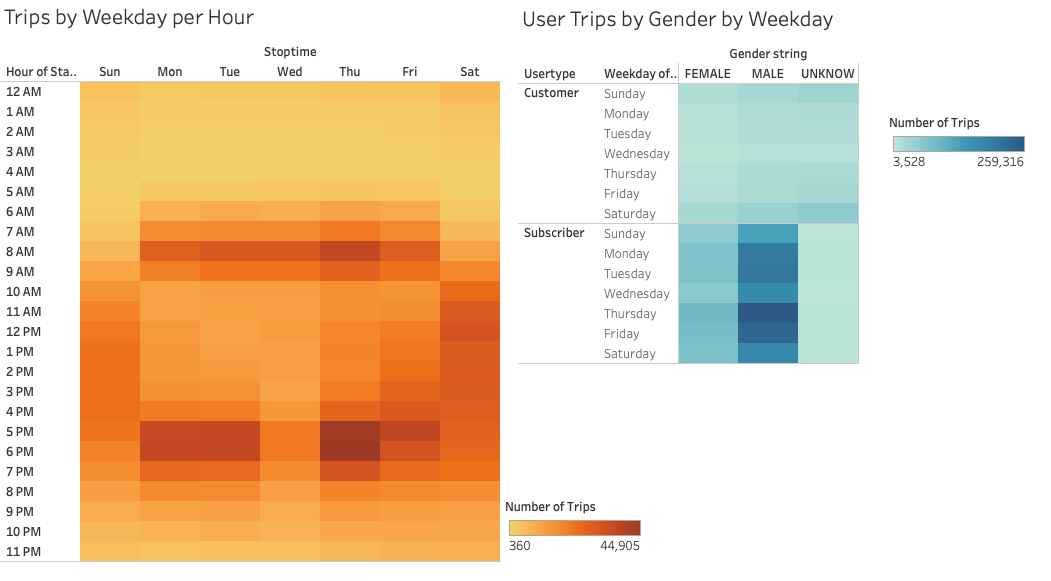 Trips by Weekday per Hour
Stoptime
Hour of Sta.. Sun Mon Tue Wed Thu Fri Sat
12 AM
1 AM
2 AM
3 AM
4 AM
5 AM
6 AM
7 AM
8 AM
9 AM
10 AM
11 AM
12 PM
1 PM
2 PM
3 PM
4 PM
5 PM
6 PM
7 PM
8 PM
9 PM
10 PM
11 PM
Number of Trips
360 44,905
User Trips by Gender by Weekday
Gender string
Usertype Weekday of.. FEMALE MALE UNKNOW
Customer Sunday
Monday
Tuesday
Wednesday
Thursday
Friday
Saturday
Subscriber Sunday
Monday
Tuesday
Wednesday
Thursday
Friday
Saturday
Number of Trips
3,528 259,316